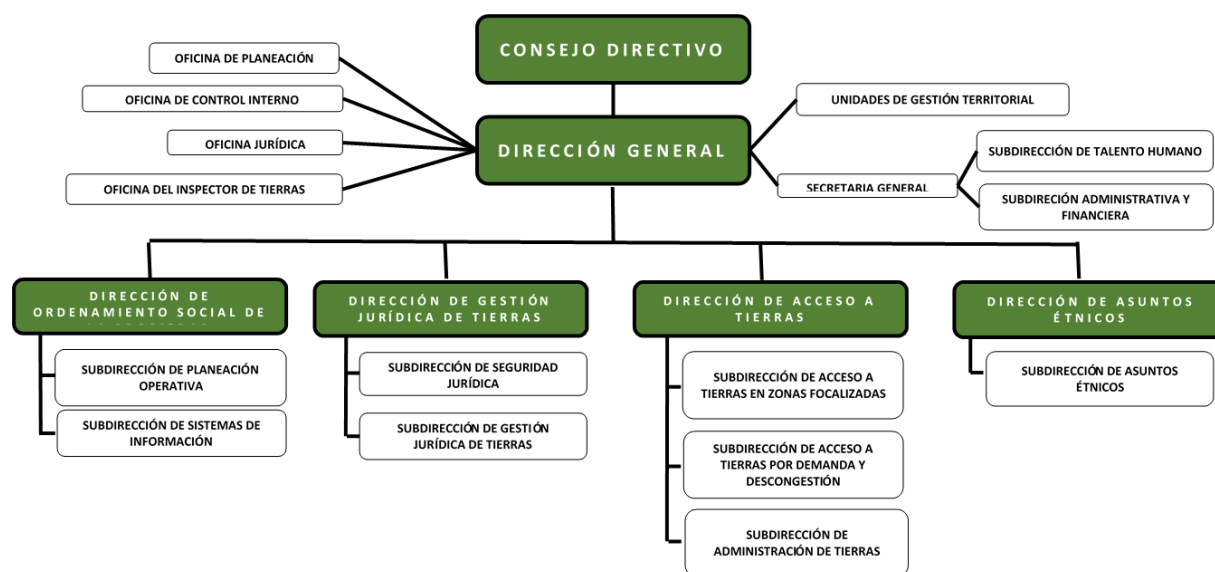 CONSEJO DIRECTIVO
OFICINA DE PLANEACIÓN
OFICINA DE CONTROL INTERNO
OFICINA JURÍDICA
OFICINA DEL INSPECTOR DE TIERRAS
DIRECCIÓN GENERAL
UNIDADES DE GESTIÓN TERRITORIAL
SECRETARIA GENERAL
SUBDIRECCIÓN DE TALENTO HUMANO
SUBDIRECIÓN ADMINISTRATIVA Y
FINANCIERA
DIRECCIÓN DE
ORDENAMIENTO SOCIAL DE
SUBDIRECCIÓN DE PLANEACIÓN
OPERATIVA
SUBDIRECCIÓN DE SISTEMAS DE
INFORMACIÓN
DIRECCIÓN DE GESTIÓN
JURÍDICA DE TIERRAS
SUBDIRECCIÓN DE SEGURIDAD
JURÍDICA
SUBDIRECCIÓN DE GESTIÓN
JURÍDICA DE TIERRAS
DIRECCIÓN DE ACCESO A
TIERRAS
SUBDIRECCIÓN DE ACCESO A
TIERRAS EN ZONAS FOCALIZADAS
SUBDIRECCIÓN DE ACCESO A
TIERRAS POR DEMANDA Y
DESCONGESTIÓN
SUBDIRECCIÓN DE
ADMINISTRACIÓN DE TIERRAS
DIRECCIÓN DE ASUNTOS
ÉTNICOS
SUBDIRECCIÓN DE ASUNTOS
ÉTNICOS